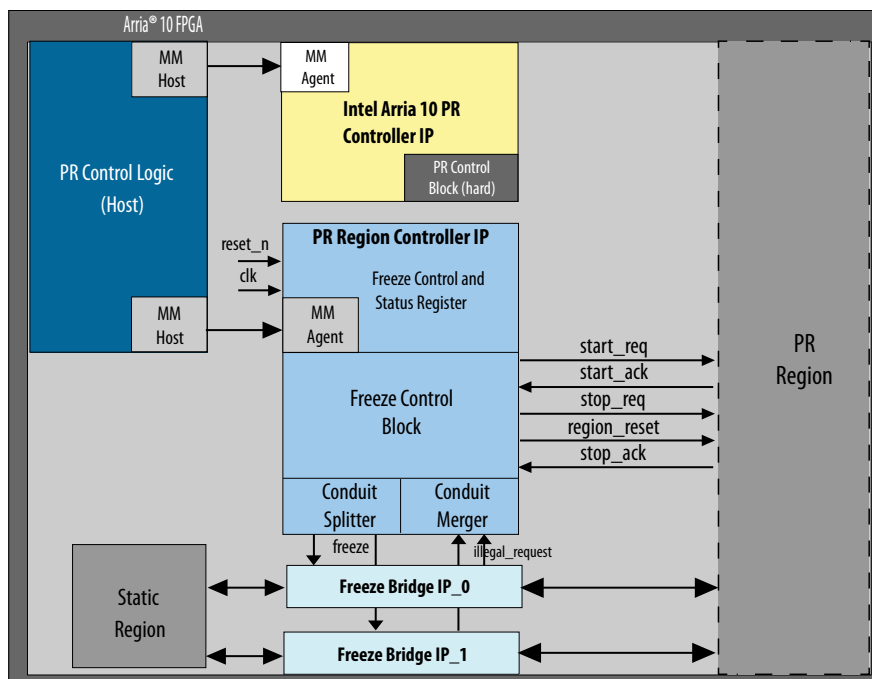 Arria® 10 FPGA
MM
Host
MM
Agent
Intel Arria 10 PR
Controller IP
PR Control
Block (hard)
PR Control Logic
(Host)
reset_n
clk
PR Region Controller IP
Freeze Control and
Status Register
MM
Host
MM
Agent
Freeze Control
Block
start_req
start_ack
stop_req
region_reset
stop_ack
PR
Region
Conduit
Splitter
Conduit
Merger
freeze
illegal_request
Static
Region
Freeze Bridge IP_0
Freeze Bridge IP_1